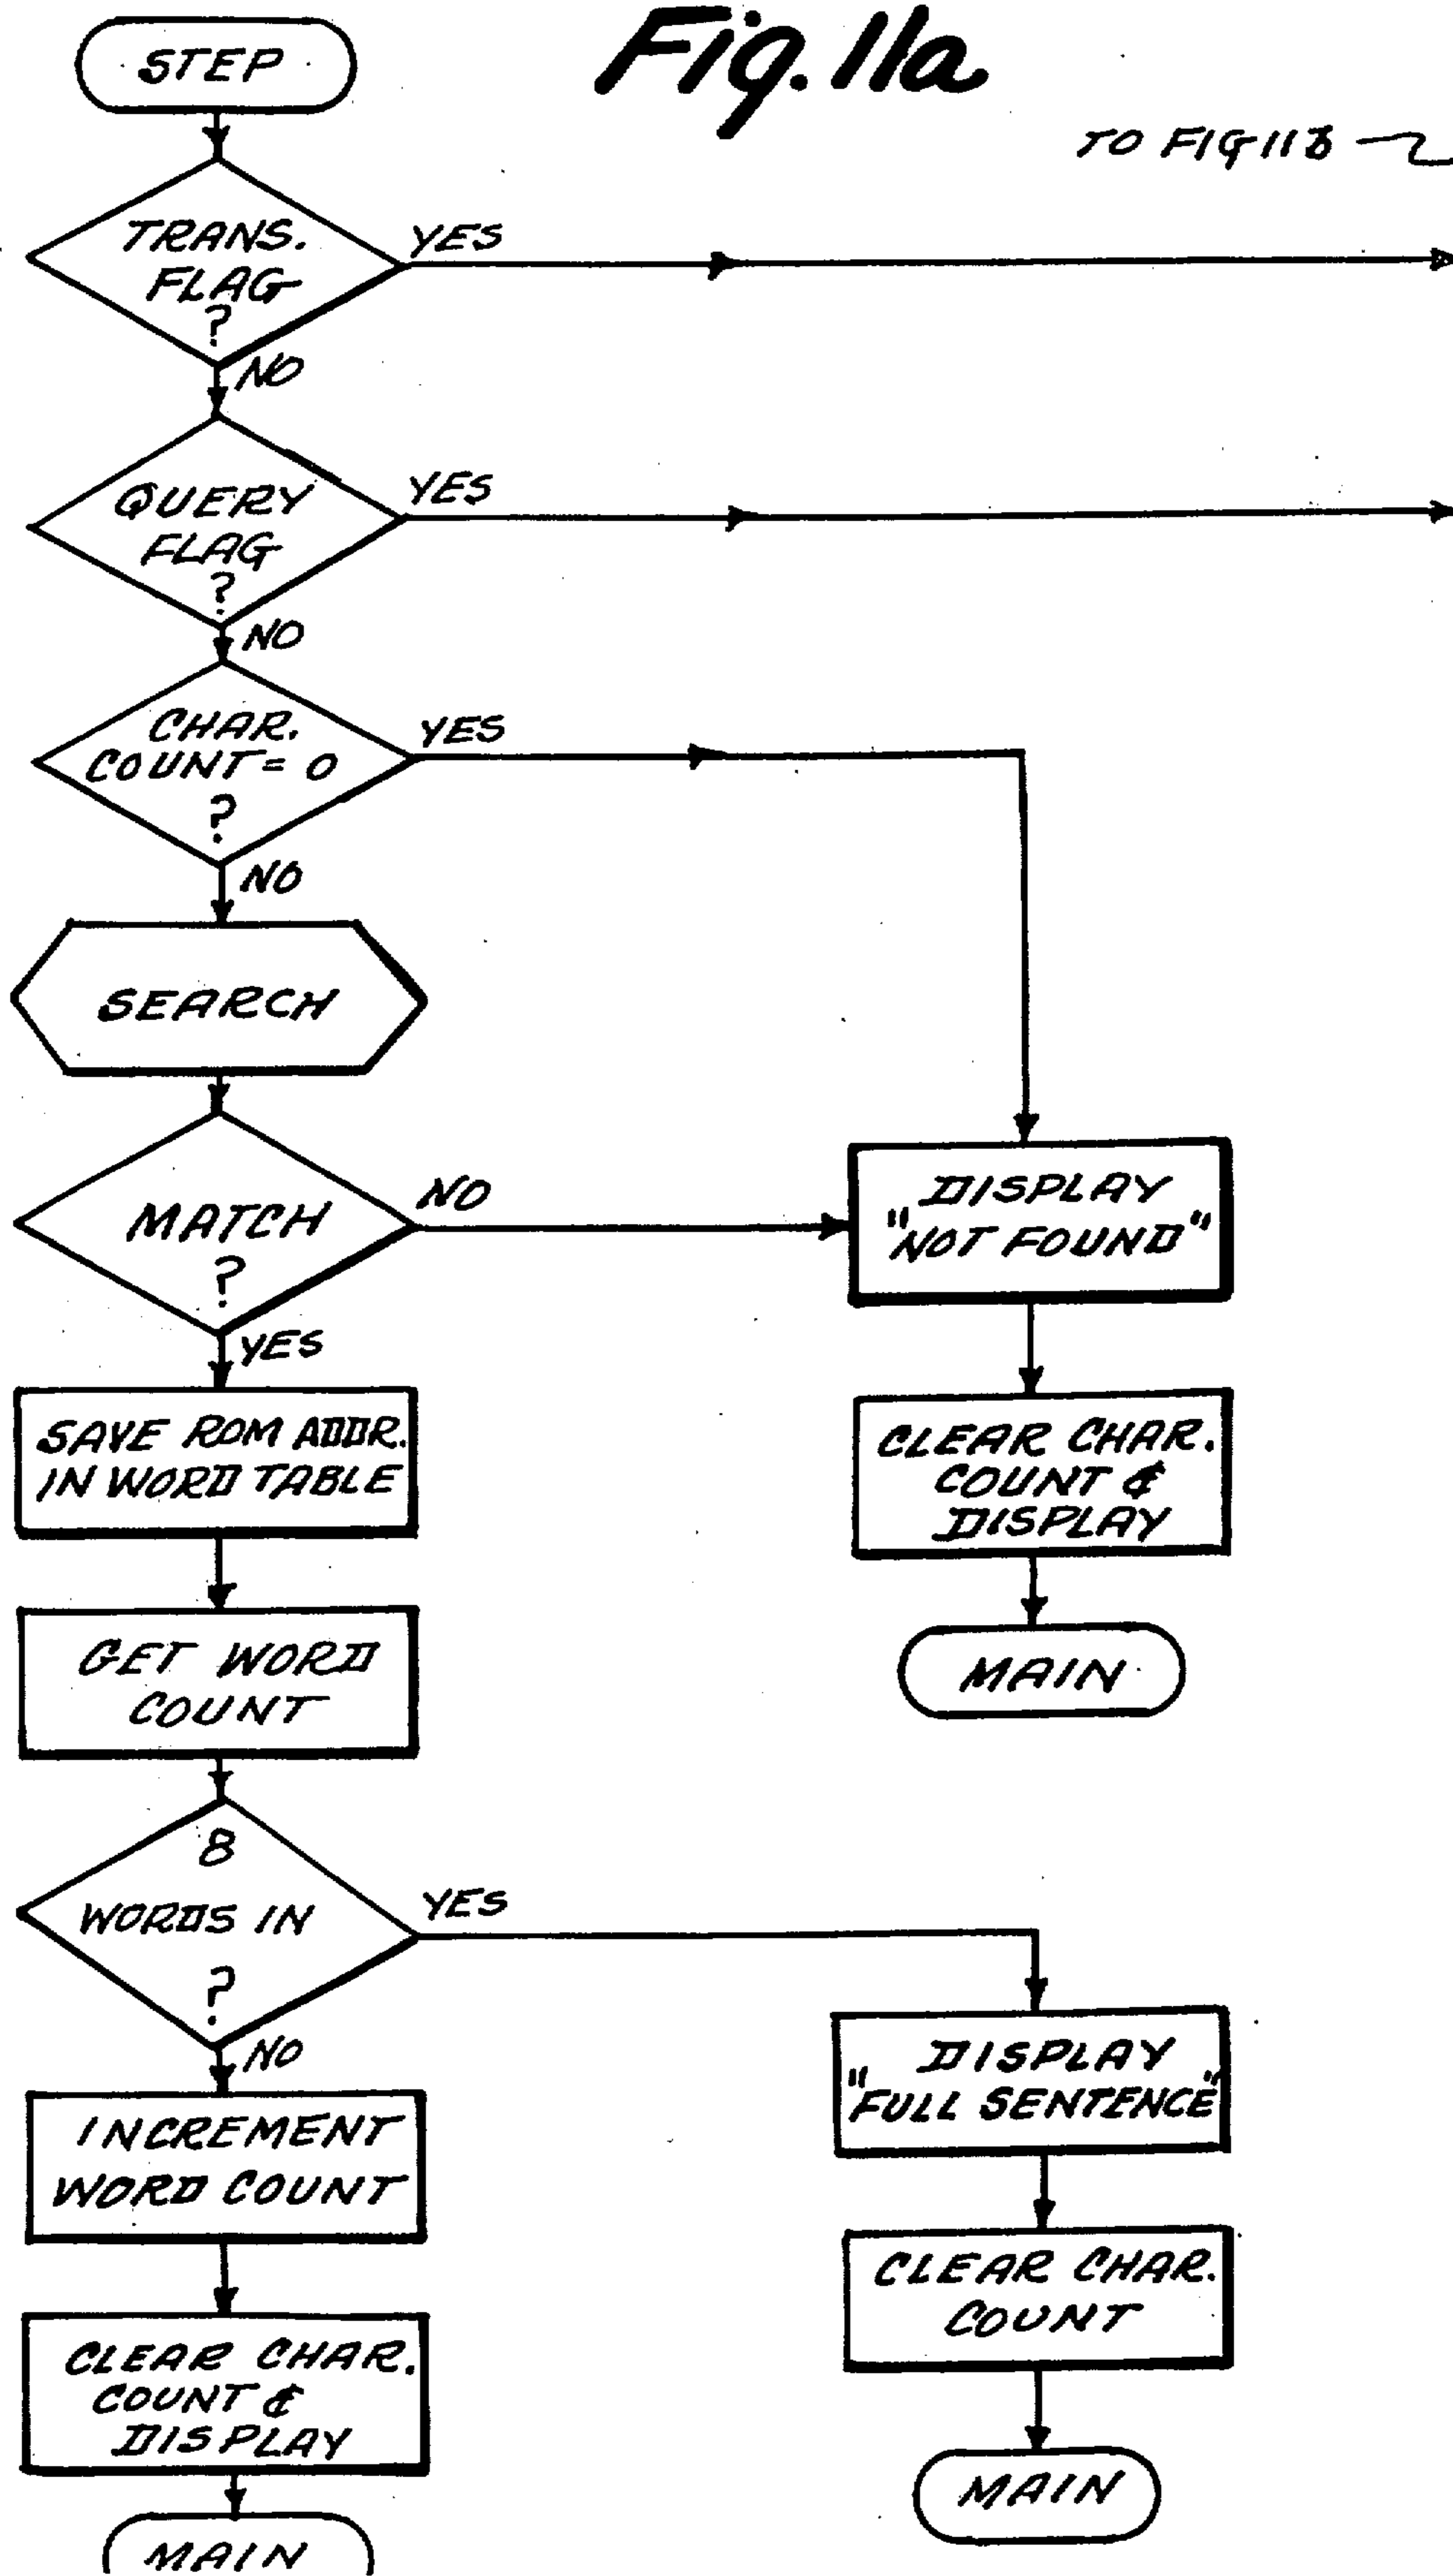 Fig. 11a
TO FIG 11B
STEP
TRANS.
FLAG
?
YES
NO
QUERY
FLAG
?
YES
NO
CHAR.
COUNT = 0
?
YES
NO
SEARCH
MATCH
?
NO
YES
DISPLAY
"NOT FOUND"
SAVE ROM ADDR.
IN WORD TABLE
CLEAR CHAR.
COUNT &
DISPLAY
GET WORD
COUNT
MAIN
8
WORDS IN
?
YES
NO
DISPLAY
"FULL SENTENCE"
INCREMENT
WORD COUNT
CLEAR CHAR.
COUNT
CLEAR CHAR.
COUNT &
DISPLAY
MAIN
MAIN